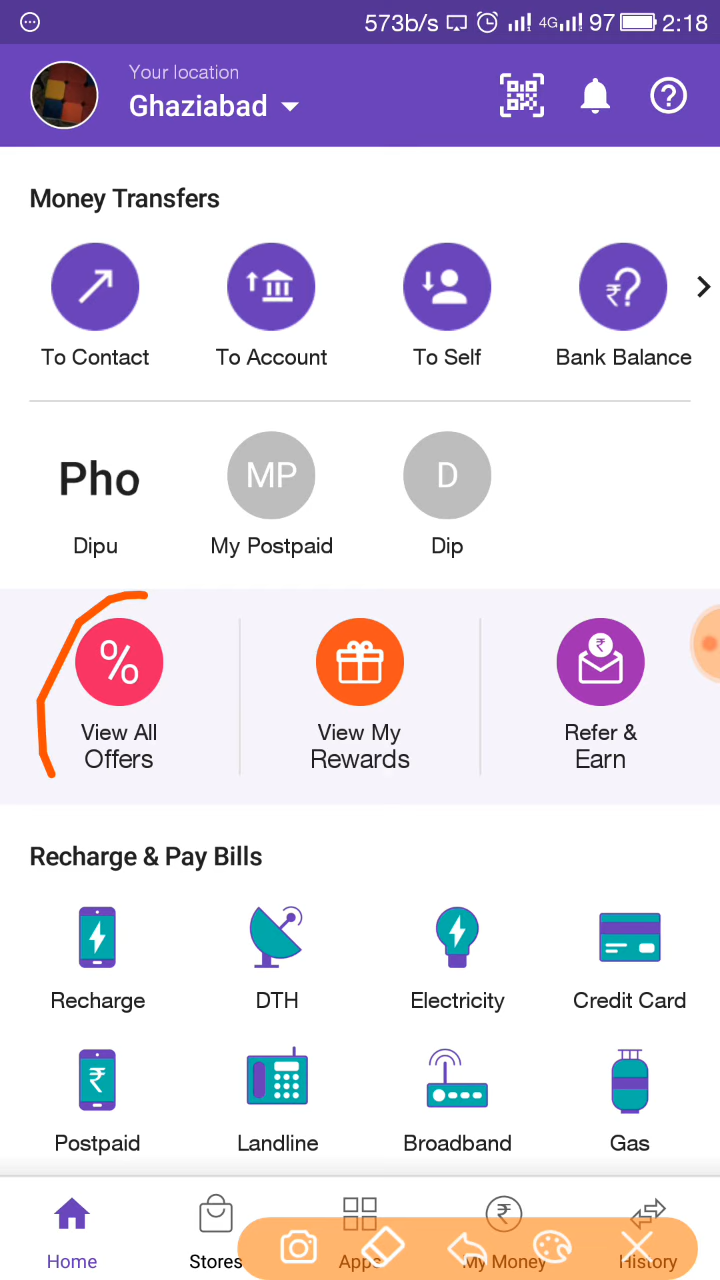 573b/s 4G 97 2:18
Your location
Ghaziabad
Money Transfers
To Contact To Account To Self Bank Balance
Pho MP D
Dipu My Postpaid Dip
View All View My Refer &
Offers Rewards Earn
Recharge & Pay Bills
Recharge DTH Electricity Credit Card
Postpaid Landline Broadband Gas
Home Stores Apps My Money History